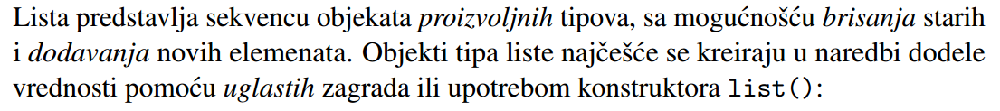 Lista predstavlja sekvencu objekata proizvoljnih tipova, sa mogućnošću brisanja starih
i dodavanja novih elemenata. Objekti tipa liste najčešće se kreiraju u naredbi dodele
vrednosti pomoću uglastih zagrada ili upotrebom konstruktora list():